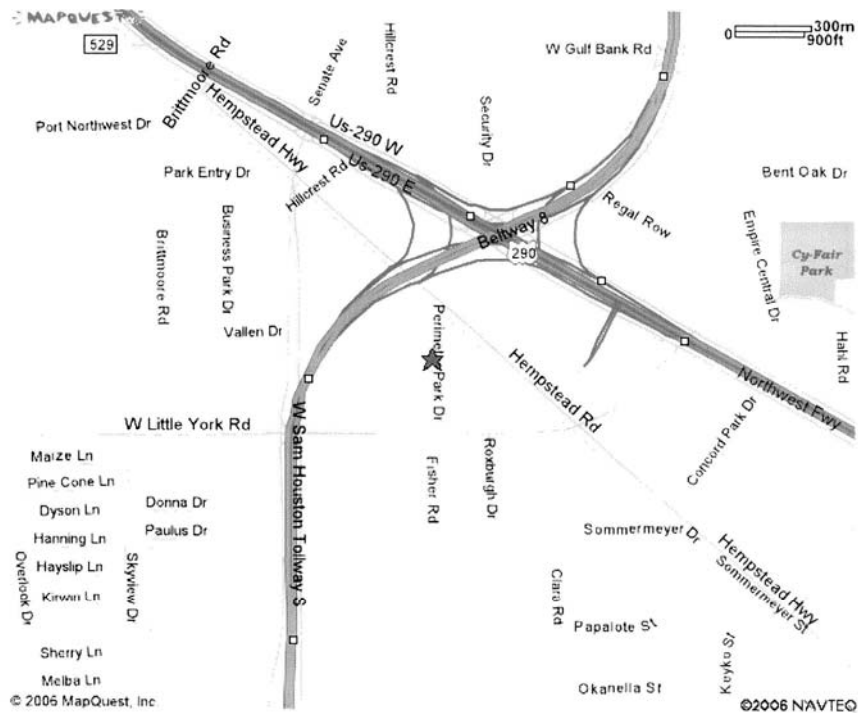 MAPQUEST
529
Brittmoore Rd
Senate Ave
Hillcrest Rd
W Gulf Bank Rd
0 300m
900ft
Port Northwest Dr
Hempstead Hwy
Us-290 W
Us-290 E
Security Dr
Park Entry Dr
Hillcrest Rd
Bent Oak Dr
Business Park Dr
Brittmoore Rd
Beltway 8
Regal Row
290
Empire Central Dr
Cy-Fair
Park
Vallen Dr
Perimeter Park Dr
Hempstead Rd
Hahl Rd
Northwest Fwy
W Little York Rd
W Sam Houston Tollway S
Concord Park Dr
Maize Ln
Pine Cone Ln
Dyson Ln
Hanning Ln
Hayslip Ln
Kirwin Ln
Sherry Ln
Melba Ln
Donna Dr
Paulus Dr
Overlook Dr
Skyview Dr
Fisher Rd
Roxburgh Dr
Sommermeyer Dr
Hempstead Hwy
Sommermeyer St
Clara Rd
Papalote St
Kayko St
Okanella St
© 2006 MapQuest, Inc
©2006 NAVTEQ